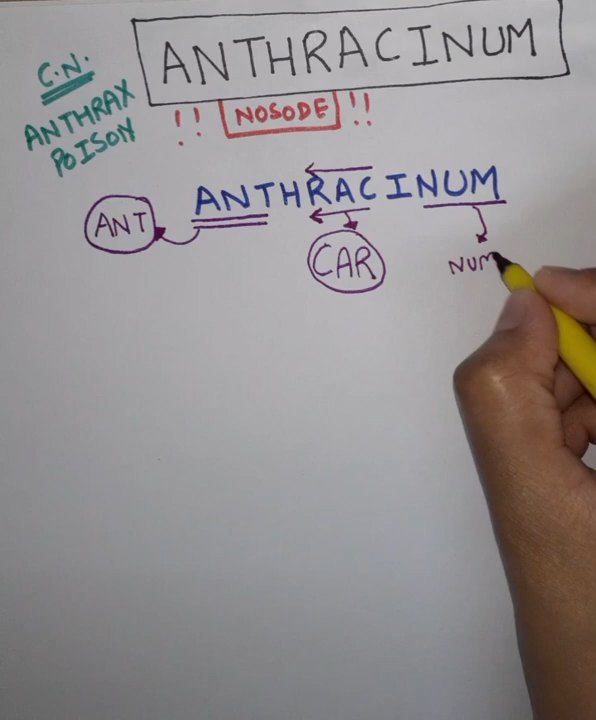 ANTHRACINUM
C.N.
ANTHRAX
POISON
!! NOSODE !!
ANTHRACINUM
ANT
CAR
NUM